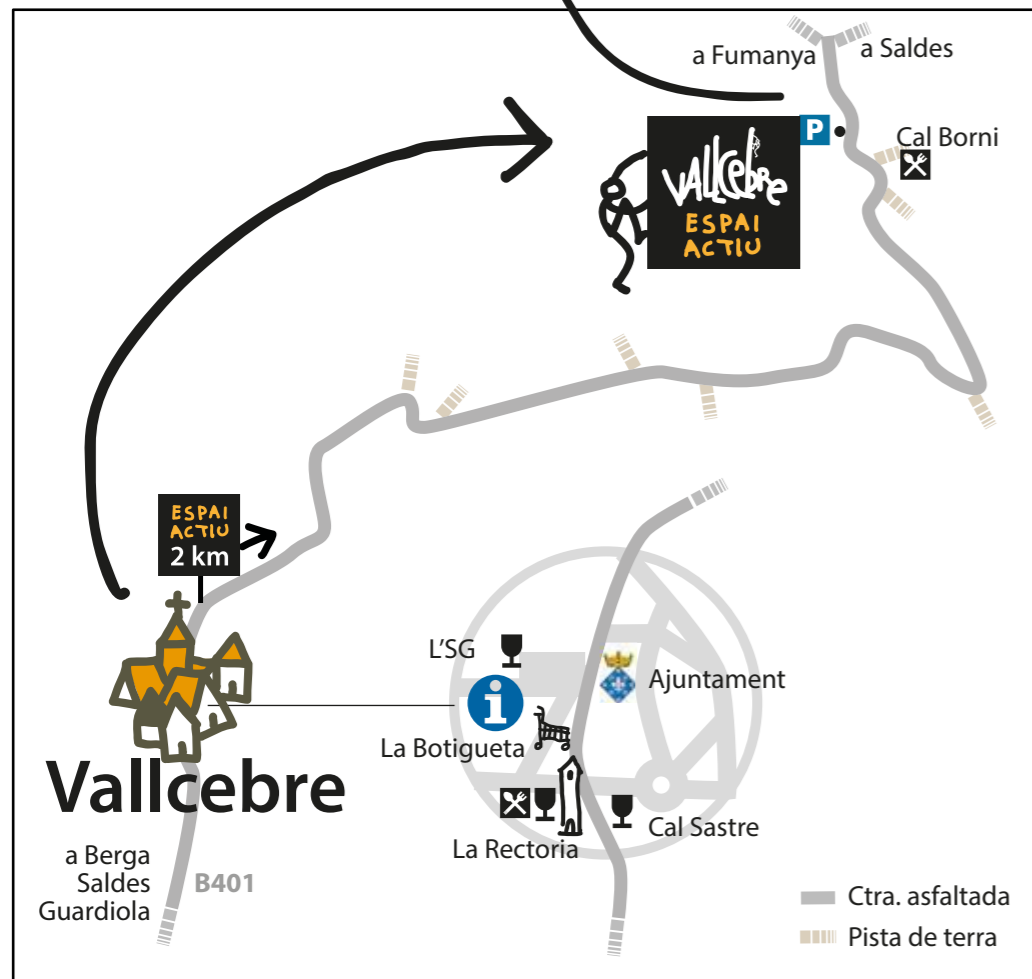 a Fumanya
a Saldes
P
Cal Borni
VALLCebre
ESPAI
ACTIU
ESPAI
ACTIU
2 km
L'SG
i
Ajuntament
La Botigueta
Vallcebre
La Rectoria
Cal Sastre
a Berga
Saldes
Guardiola
B401
Ctra. asfaltada
Pista de terra